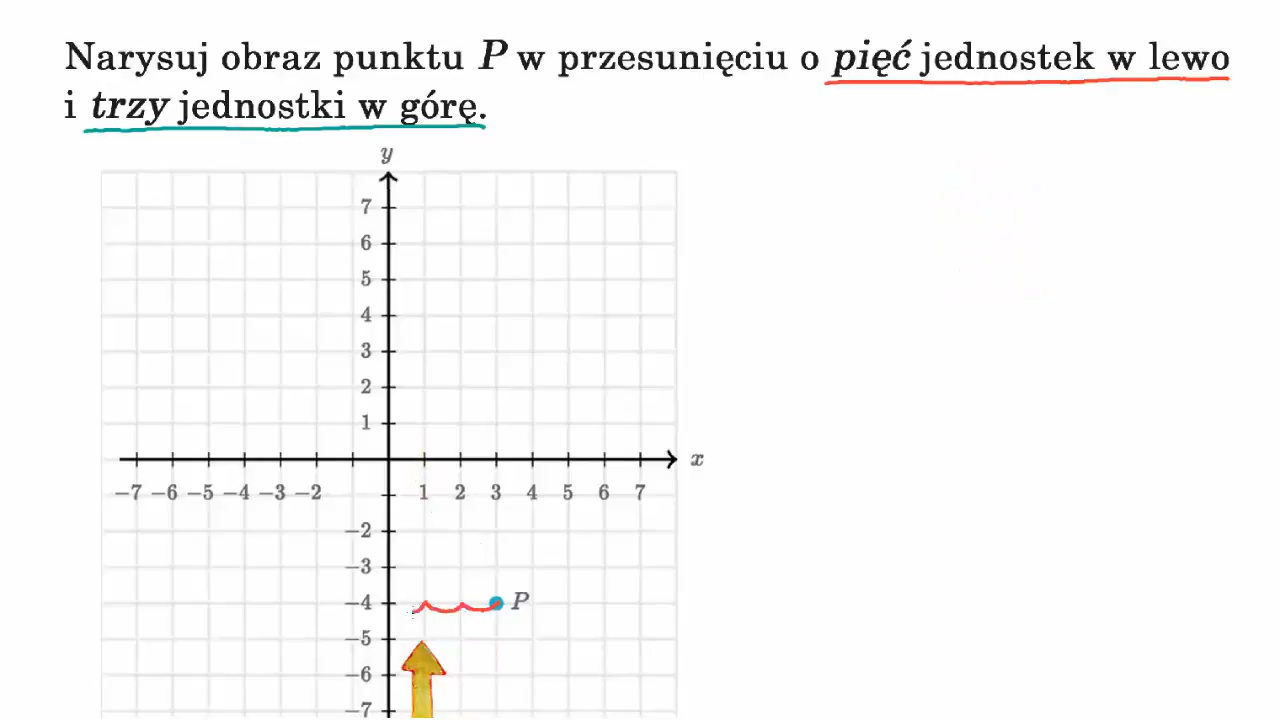 Narysuj obraz punktu P w przesunięciu o pięć jednostek w lewo
i trzy jednostki w górę.
y
7
6
5
4
3
2
1
x
−7 −6 −5 −4 −3 −2 1 2 3 4 5 6 7
−2
−3
−4 P
−5
−6
−7